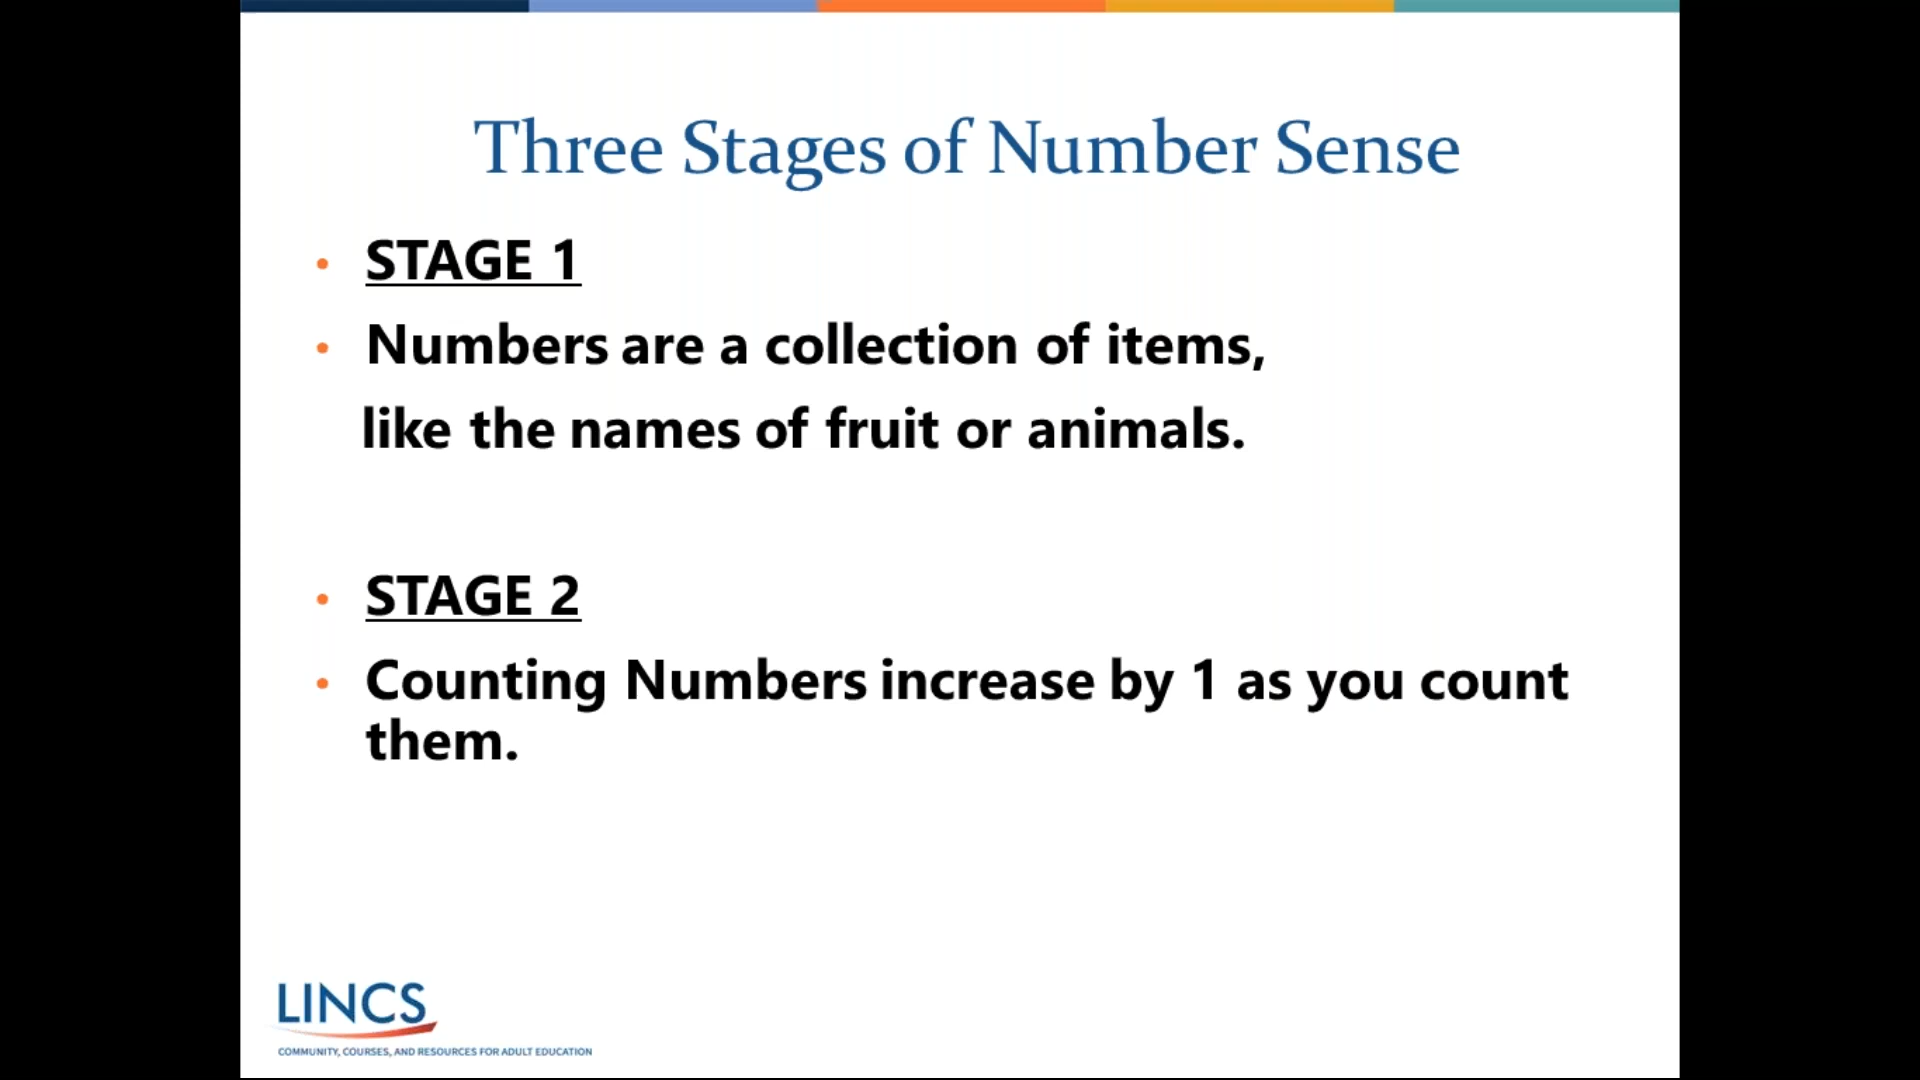 Three Stages of Number Sense
• STAGE 1
• Numbers are a collection of items,
like the names of fruit or animals.
• STAGE 2
• Counting Numbers increase by 1 as you count
them.
LINCS
COMMUNITY, COURSES, AND RESOURCES FOR ADULT EDUCATION